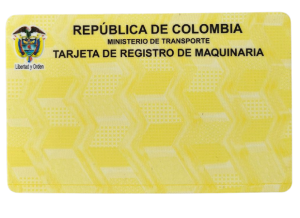 REPÚBLICA DE COLOMBIA
MINISTERIO DE TRANSPORTE
TARJETA DE REGISTRO DE MAQUINARIA
Libertad y Orden